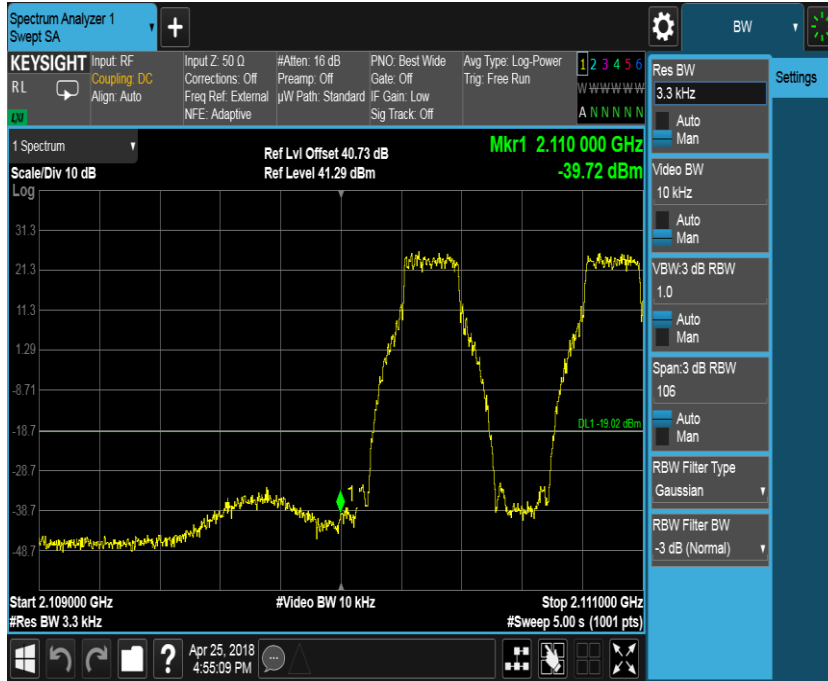 Spectrum Analyzer 1
Swept SA
+
BW
KEYSIGHT
RL
LXI
Input: RF
Coupling: DC
Align: Auto
Input Z: 50 Ω
Corrections: Off
Freq Ref: External
NFE: Adaptive
#Atten: 16 dB
Preamp: Off
µW Path: Standard
PNO: Best Wide
Gate: Off
IF Gain: Low
Sig Track: Off
Avg Type: Log-Power
Trig: Free Run
1 2 3 4 5 6
W W W W W W
A N N N N N
1 Spectrum
Scale/Div 10 dB
Ref Lvl Offset 40.73 dB
Ref Level 41.29 dBm
Mkr1 2.110 000 GHz
-39.72 dBm
Log
31.3
21.3
11.3
1.29
-8.71
-18.7
-28.7
-38.7
-48.7
DL1 -19.02 dBm
1
Start 2.109000 GHz
#Res BW 3.3 kHz
#Video BW 10 kHz
Stop 2.111000 GHz
#Sweep 5.00 s (1001 pts)
Res BW
3.3 kHz
Auto
Man
Video BW
10 kHz
Auto
Man
VBW:3 dB RBW
1.0
Auto
Man
Span:3 dB RBW
106
Auto
Man
RBW Filter Type
Gaussian
RBW Filter BW
-3 dB (Normal)
Settings
?
Apr 25, 2018
4:55:09 PM